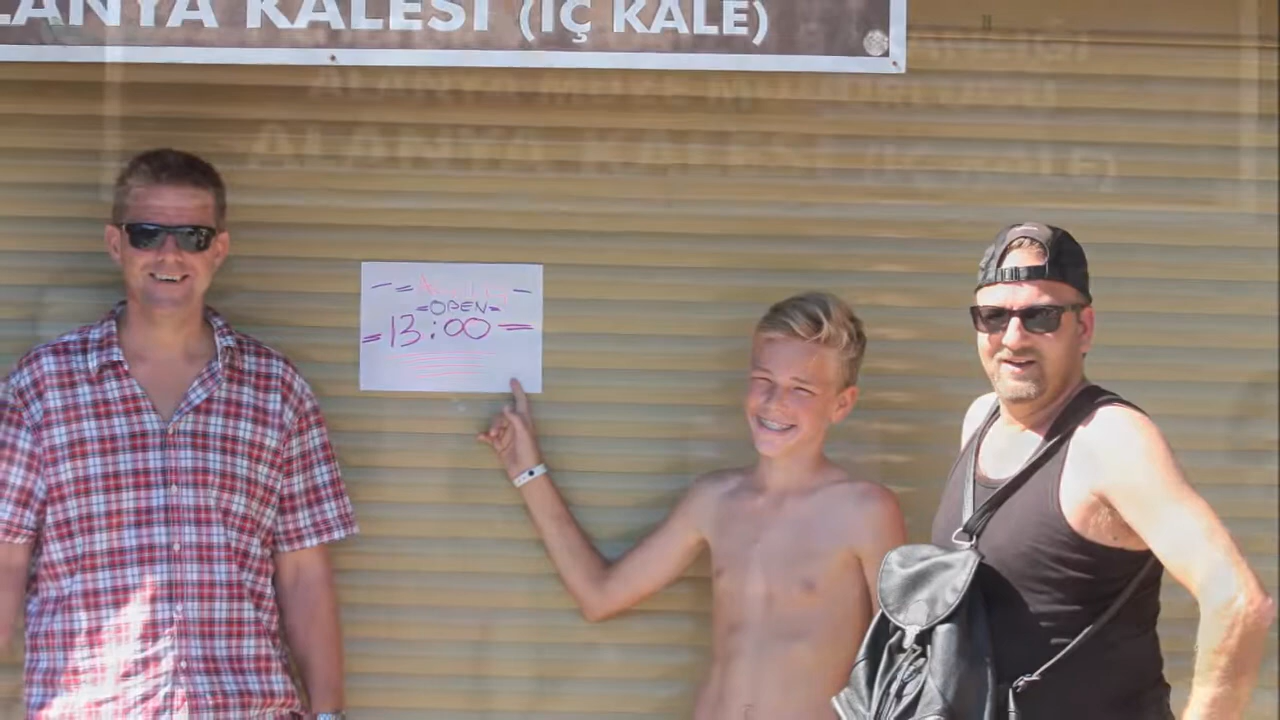 LANYA KALESİ (İÇ KALE)
OPEN
= 13:00 =